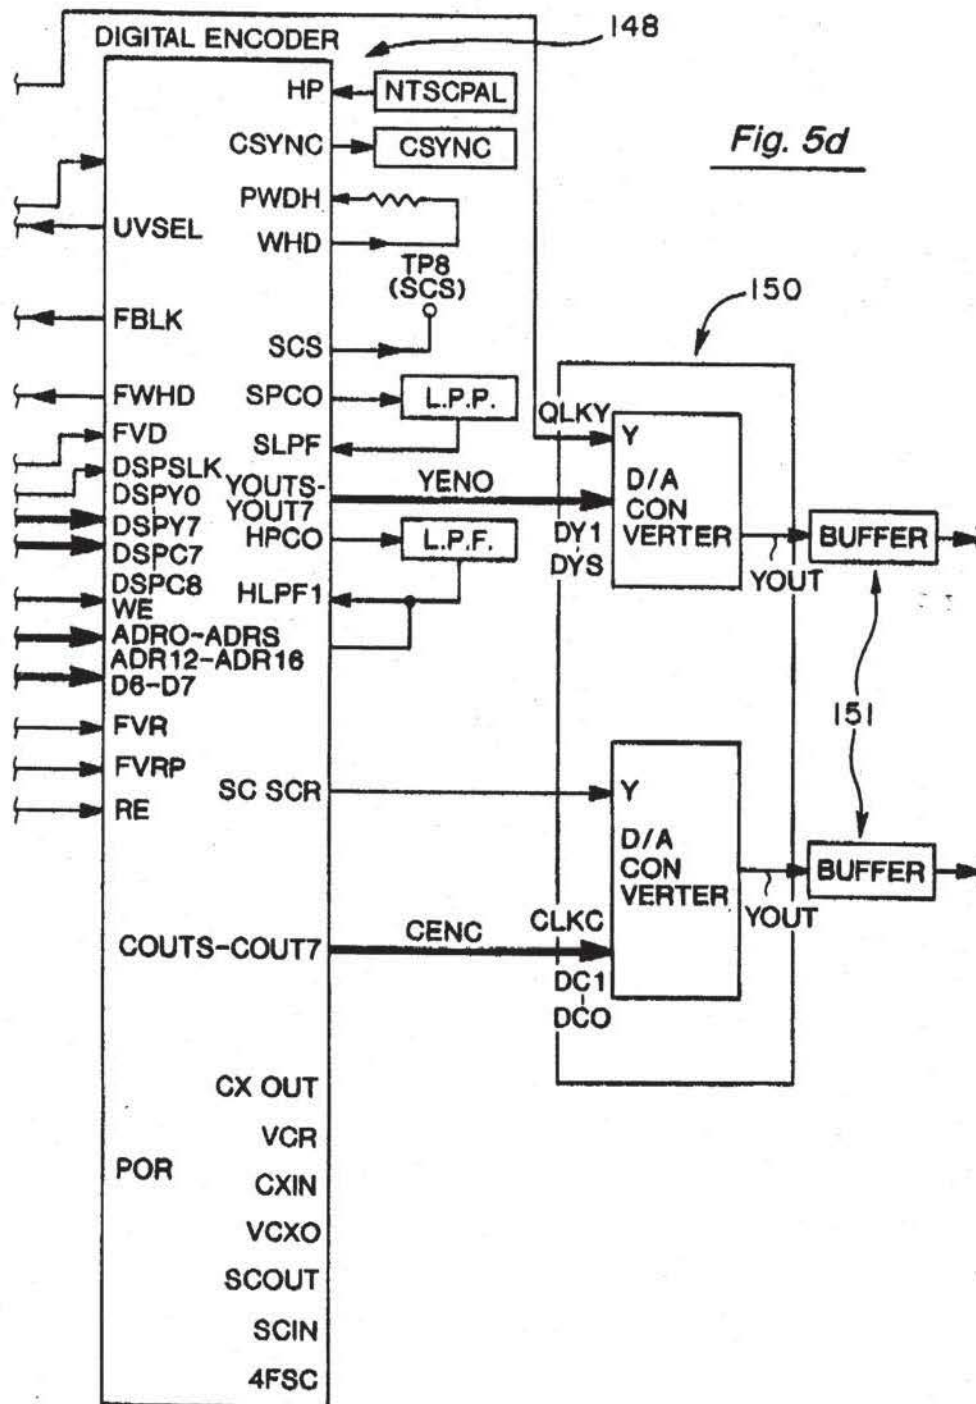 DIGITAL ENCODER
148
Fig. 5d
HP
NTSCPAL
CSYNC
CSYNC
PWDH
UVSEL
WHD
TP8
(SCS)
150
FBLK
SCS
FWHD
SPCO
L.P.P.
QLKY
Y
FVD
SLPF
DSPSLK
DSPY0
DSPY7
DSPC7
YOUTS-
YOUT7
YENO
D/A
CON
VERTER
DY1
DYS
YOUT
BUFFER
HPCO
L.P.F.
DSPC8
WE
HLPF1
ADRO-ADRS
ADR12-ADR16
D6-D7
151
FVR
FVRP
SC SCR
Y
RE
D/A
CON
VERTER
YOUT
BUFFER
COUTS-COUT7
CENC
CLKC
DC1
DCO
CX OUT
VCR
POR
CXIN
VCXO
SCOUT
SCIN
4FSC